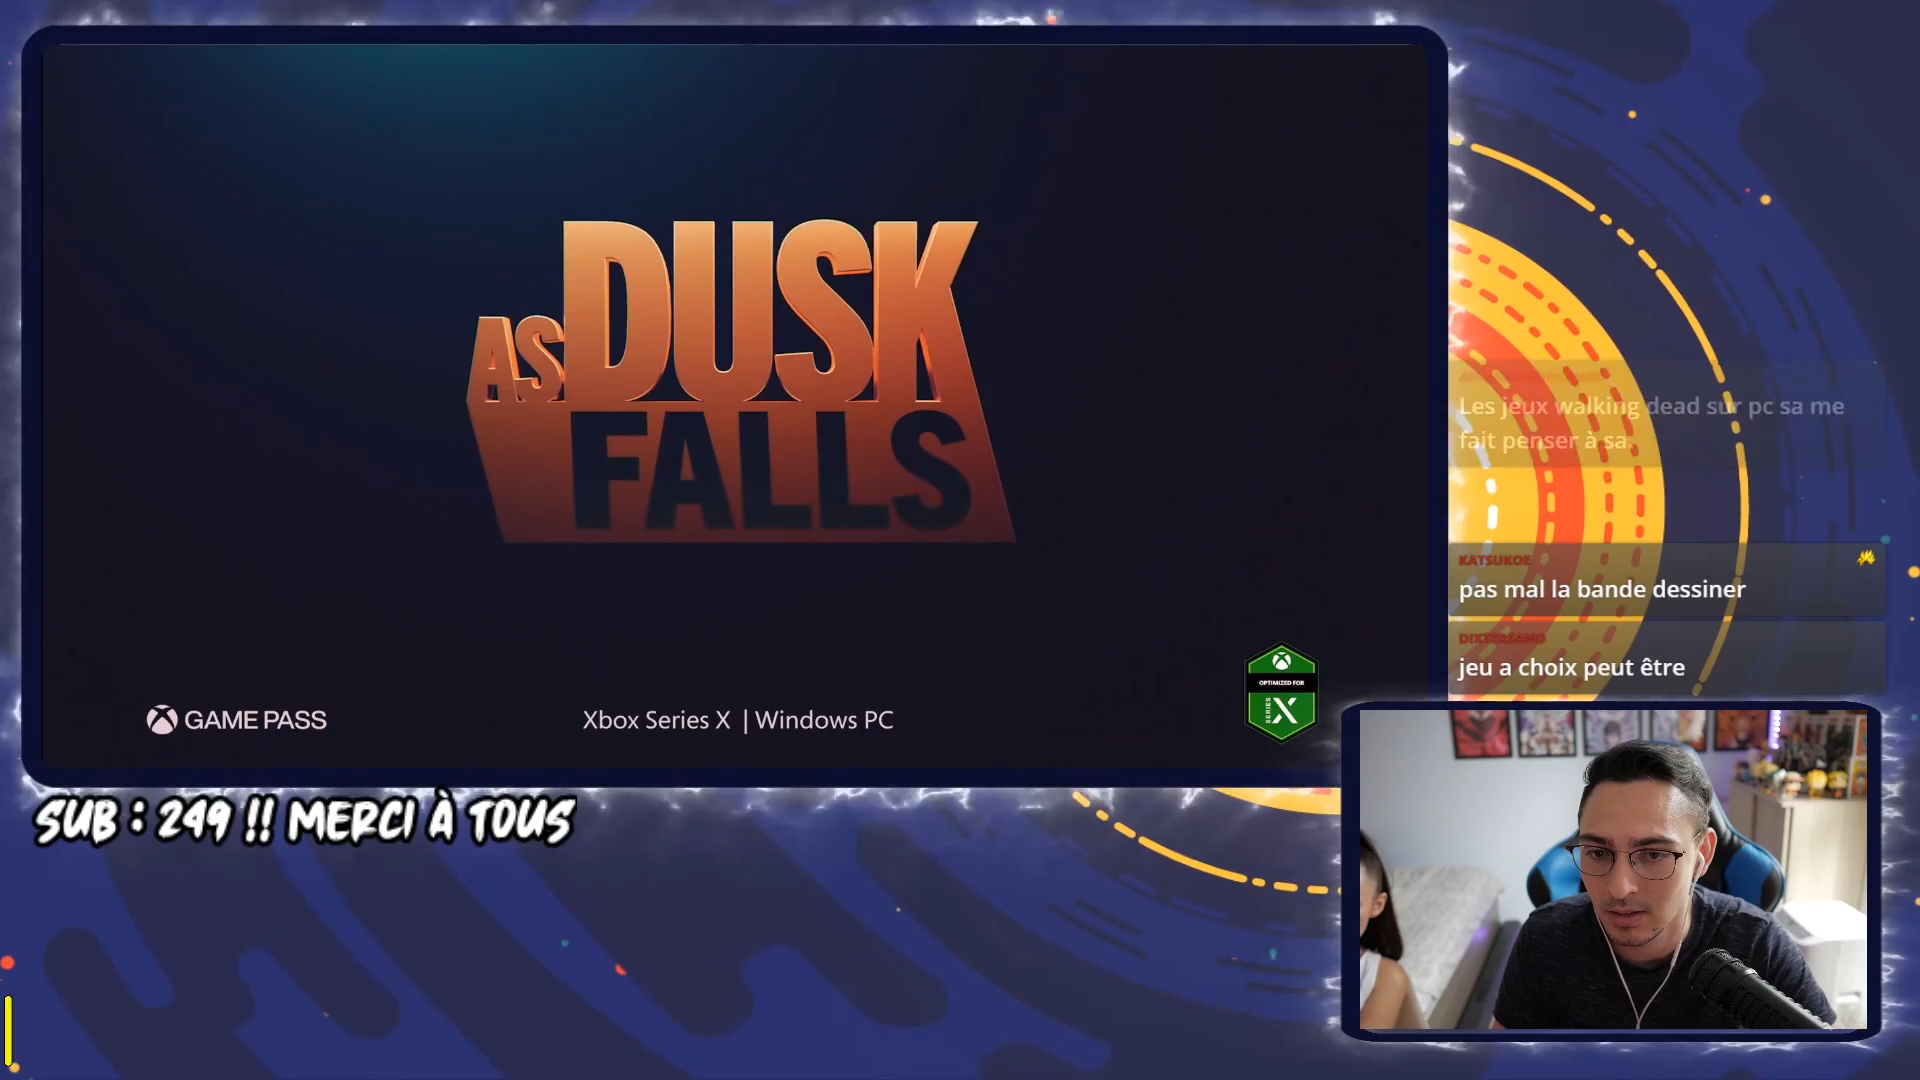 AS DUSK
FALLS
GAME PASS
Xbox Series X | Windows PC
OPTIMIZED FOR
SERIES X
Les jeux walking dead sur pc sa me
fait penser à sa.
KATSUKOE
pas mal la bande dessiner
DIXTERSAND
jeu a choix peut être
SUB : 249 !! MERCI À TOUS